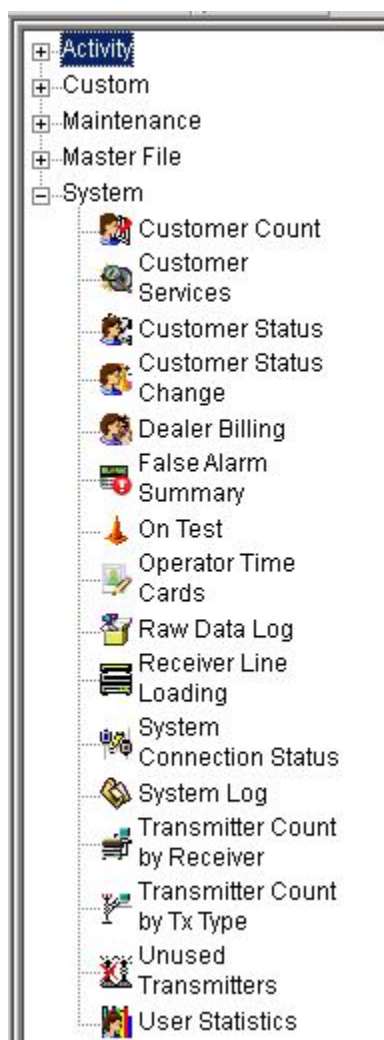 Activity
Custom
Maintenance
Master File
System
Customer Count
Customer
Services
Customer Status
Customer Status
Change
Dealer Billing
False Alarm
Summary
On Test
Operator Time
Cards
Raw Data Log
Receiver Line
Loading
System
Connection Status
System Log
Transmitter Count
by Receiver
Transmitter Count
by Tx Type
Unused
Transmitters
User Statistics